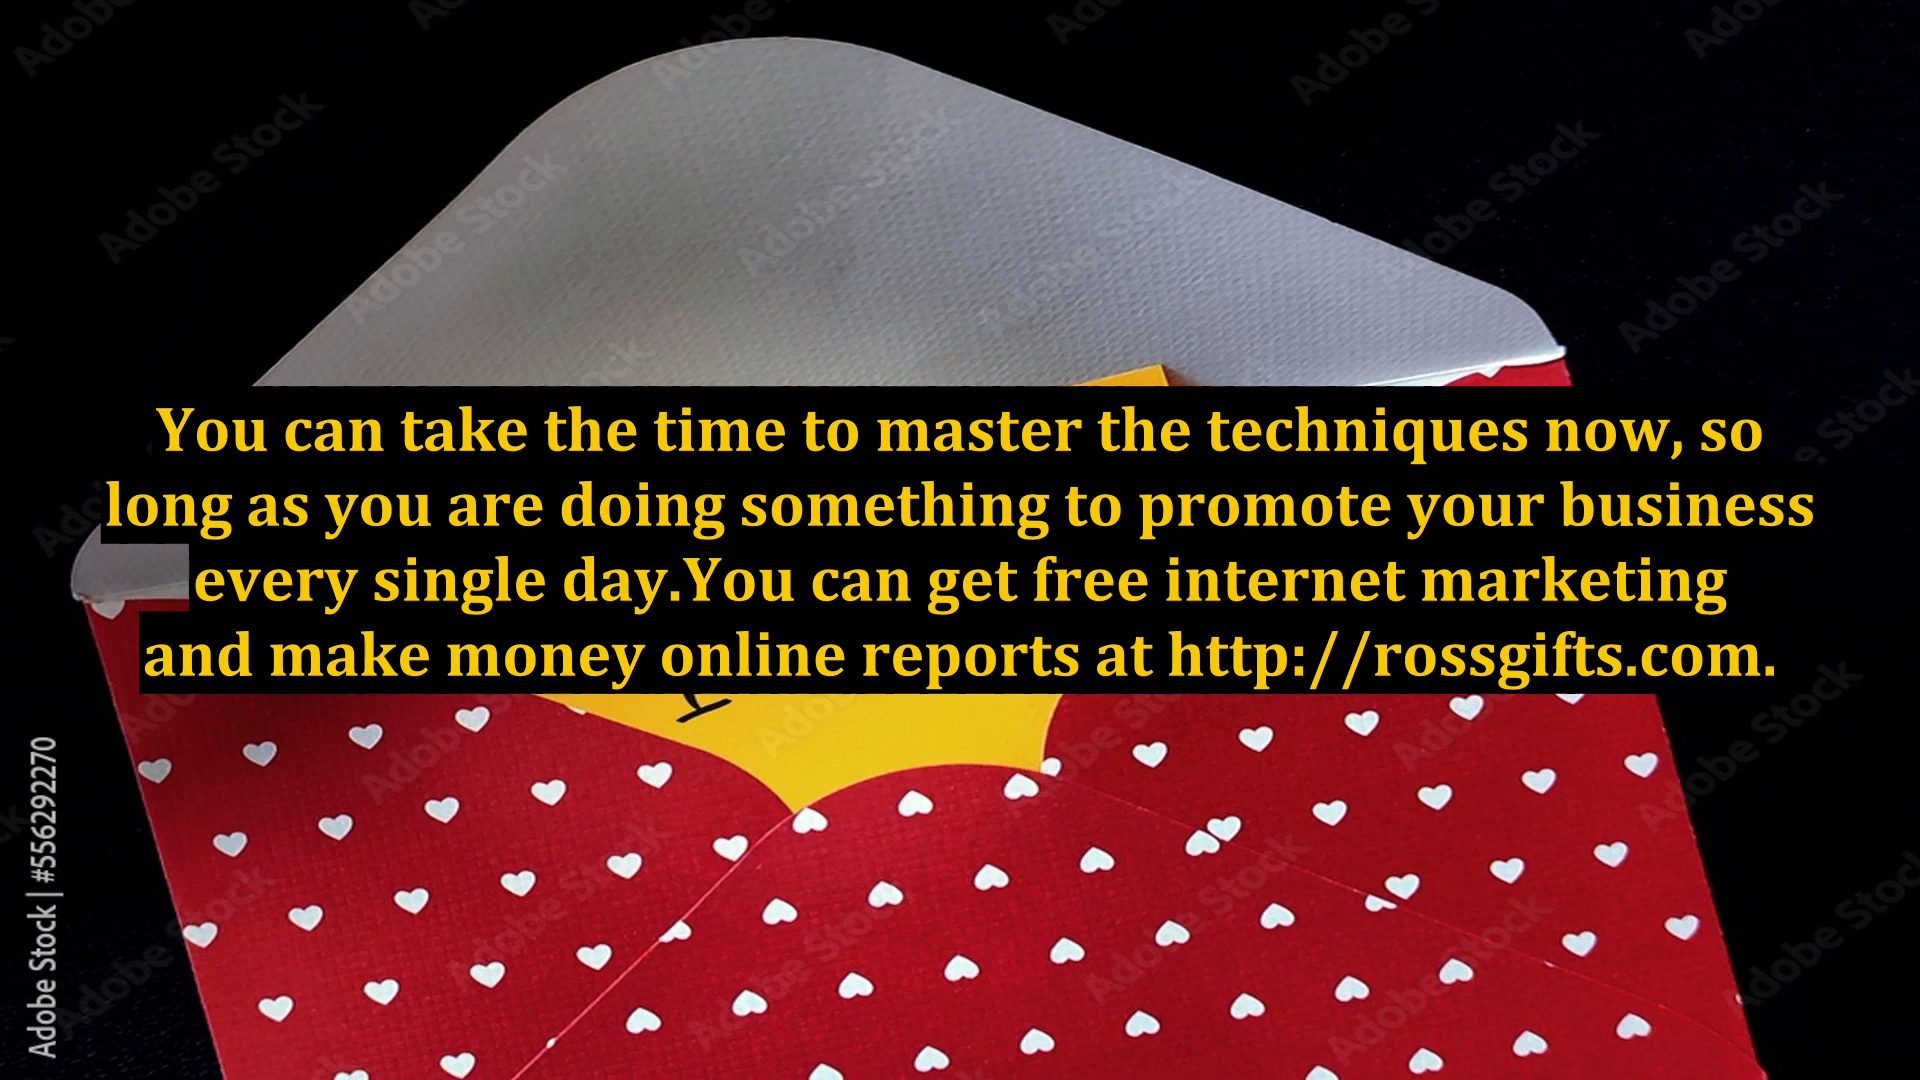 You can take the time to master the techniques now, so
long as you are doing something to promote your business
every single day.You can get free internet marketing
and make money online reports at http://rossgifts.com.
Adobe Stock | #556292270
Adobe Stock